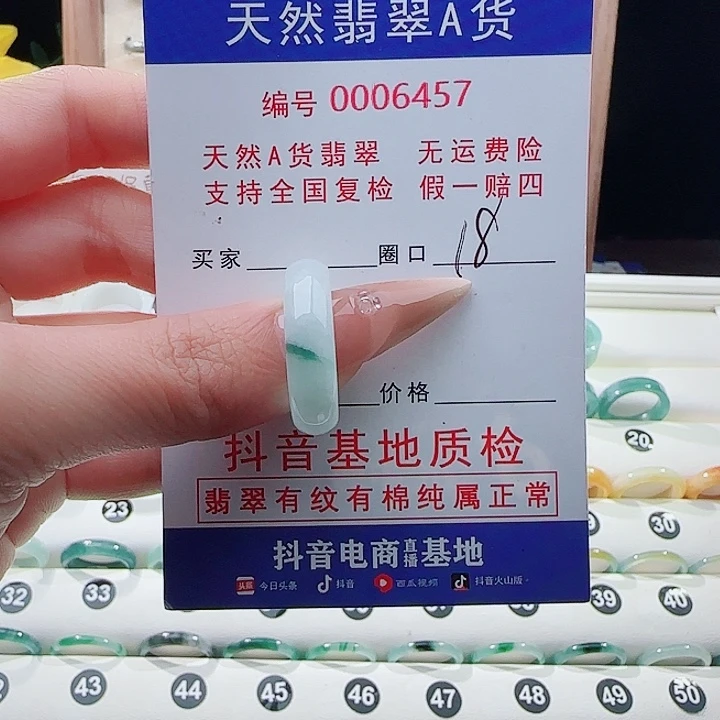 天然翡翠A货
编号 0006457
天然A货翡翠 无运费险
支持全国复检 假一赔四
买家 圈口 18
价格
抖音基地质检
翡翠有纹有棉纯属正常
抖音电商直播基地
头条 今日头条 抖音 西瓜视频 抖音火山版
20
23
30
32 33 39 40
43 44 45 46 47 48 49 50